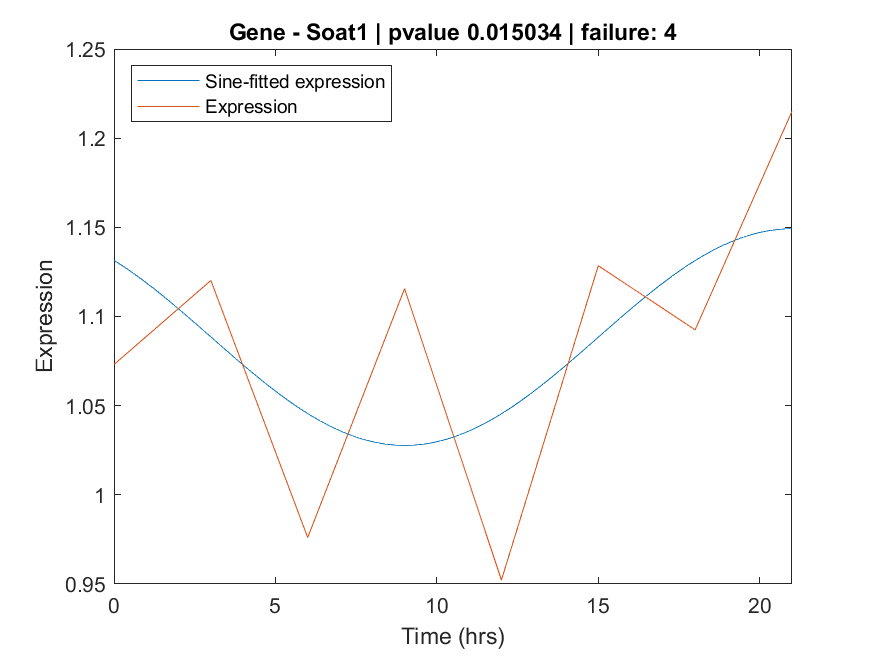 Gene - Soat1 | pvalue 0.015034 | failure: 4
1.25
1.2
1.15
1.1
1.05
1
0.95
Expression
Sine-fitted expression
Expression
0 5 10 15 20
Time (hrs)